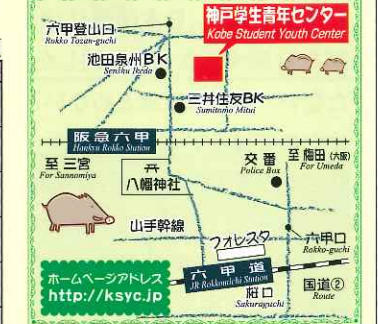 六甲登山口
Rokko Tozan-guchi
神戸学生青年センター
Kobe Student Youth Center
池田泉州BK
Senshu Ikeda
三井住友BK
Sumitomo Mitui
阪急六甲
Hankyu Rokko Station
至 三宮
For Sannomiya
八幡神社
交番
Police Box
至 梅田 (大阪)
For Umeda
山手幹線
フォレスタ
六甲口
Rokko-guchi
六甲道
JR Rokkomichi Station
桜口
Sakuraguchi
国道②
Route
ホームページアドレス
http://ksyc.jp